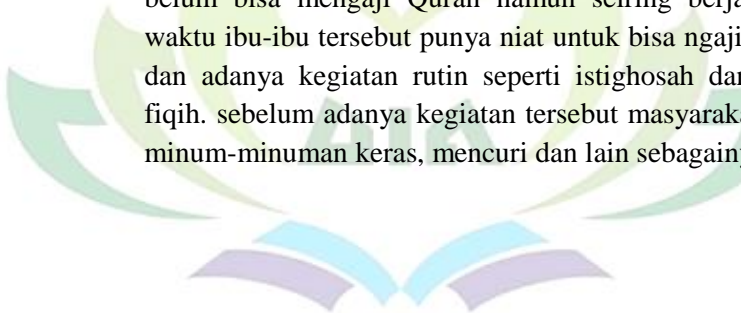 belum bisa mengaji Quran namun seiring berja
waktu ibu-ibu tersebut punya niat untuk bisa ngaji
dan adanya kegiatan rutin seperti istighosah dar
fiqih. sebelum adanya kegiatan tersebut masyaraka
minum-minuman keras, mencuri dan lain sebagainy